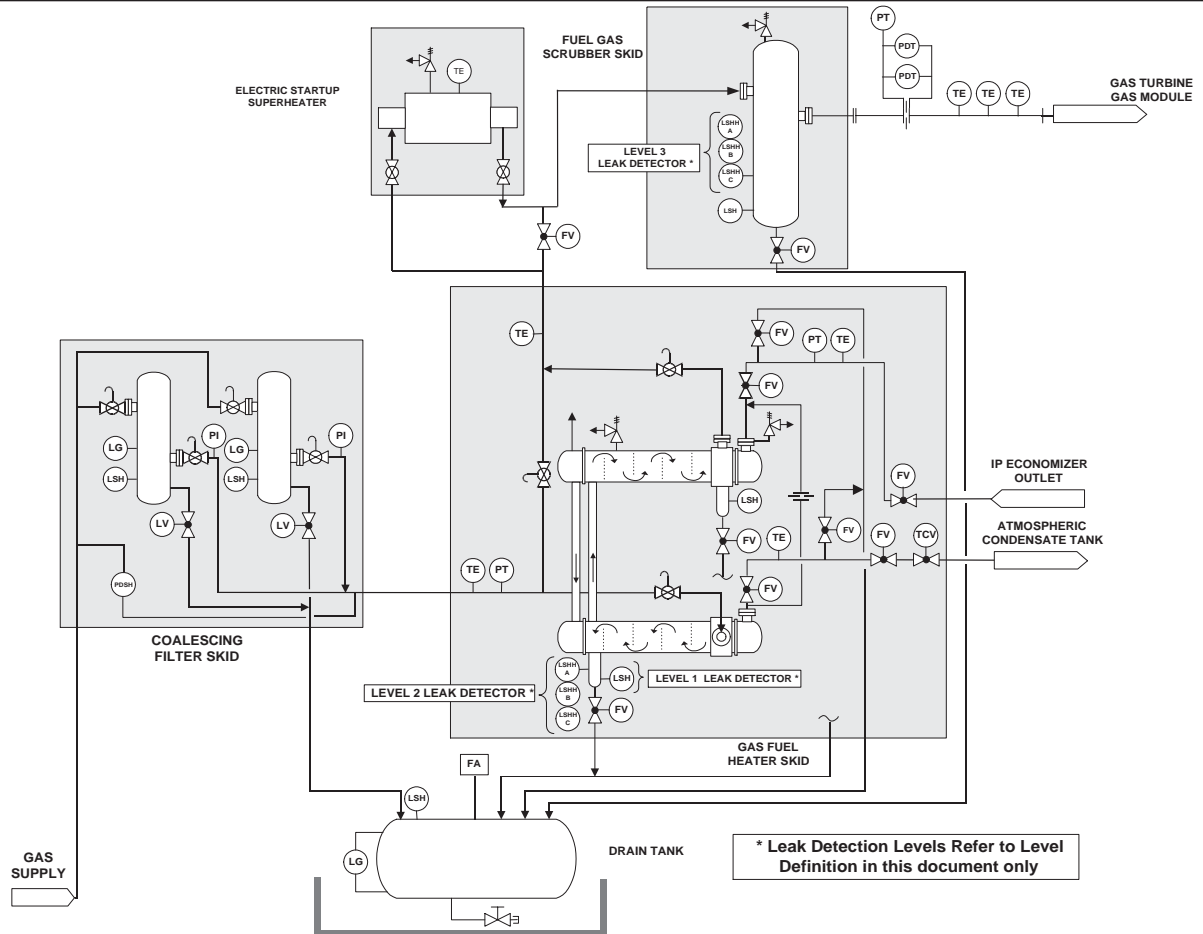 FUEL GAS
SCRUBBER SKID
ELECTRIC STARTUP
SUPERHEATER
TE
PT
PDT
PDT
TE
TE
TE
GAS TURBINE
GAS MODULE
LSHH
A
LSHH
B
LSHH
C
LEVEL 3
LEAK DETECTOR *
LSH
FV
FV
TE
FV
PT
TE
FV
LG
LSH
PI
LG
LSH
PI
LV
LV
PDSH
COALESCING
FILTER SKID
TE
PT
LSH
FV
TE
FV
FV
FV
FV
TCV
IP ECONOMIZER
OUTLET
ATMOSPHERIC
CONDENSATE TANK
LSHH
A
LSHH
B
LSHH
C
LEVEL 2 LEAK DETECTOR *
LSH
LEVEL 1 LEAK DETECTOR *
FV
GAS FUEL
HEATER SKID
FA
LSH
LG
DRAIN TANK
GAS
SUPPLY
* Leak Detection Levels Refer to Level
Definition in this document only